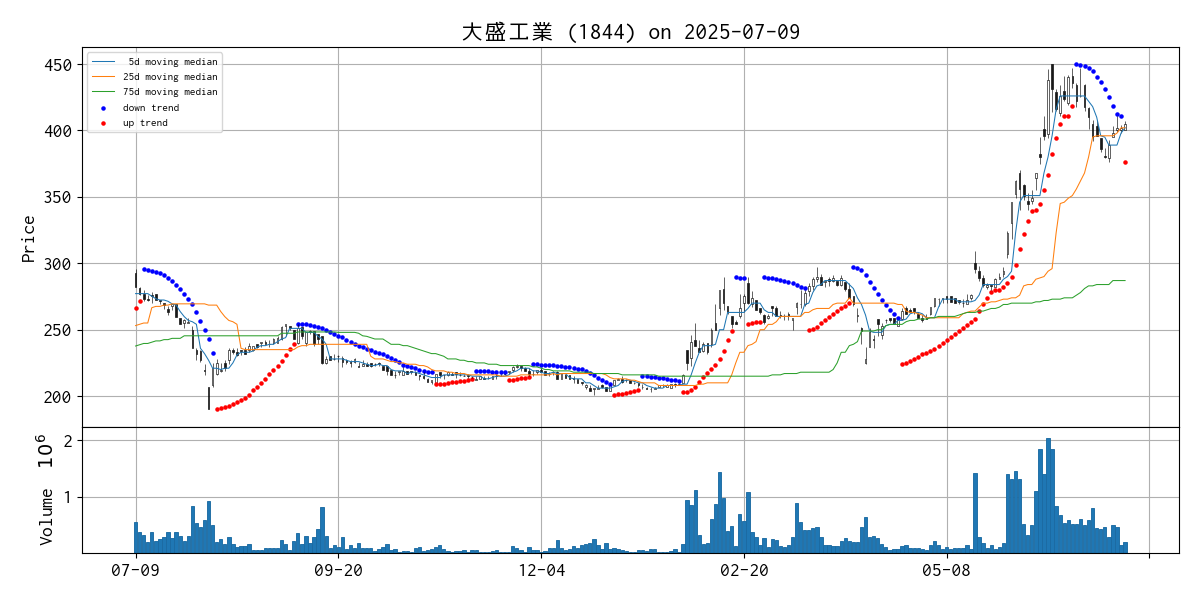 大盛工業 (1844) on 2025-07-09
5d moving median
25d moving median
75d moving median
down trend
up trend
Price
450
400
350
300
250
200
Volume 10^6
2
1
07-09 09-20 12-04 02-20 05-08